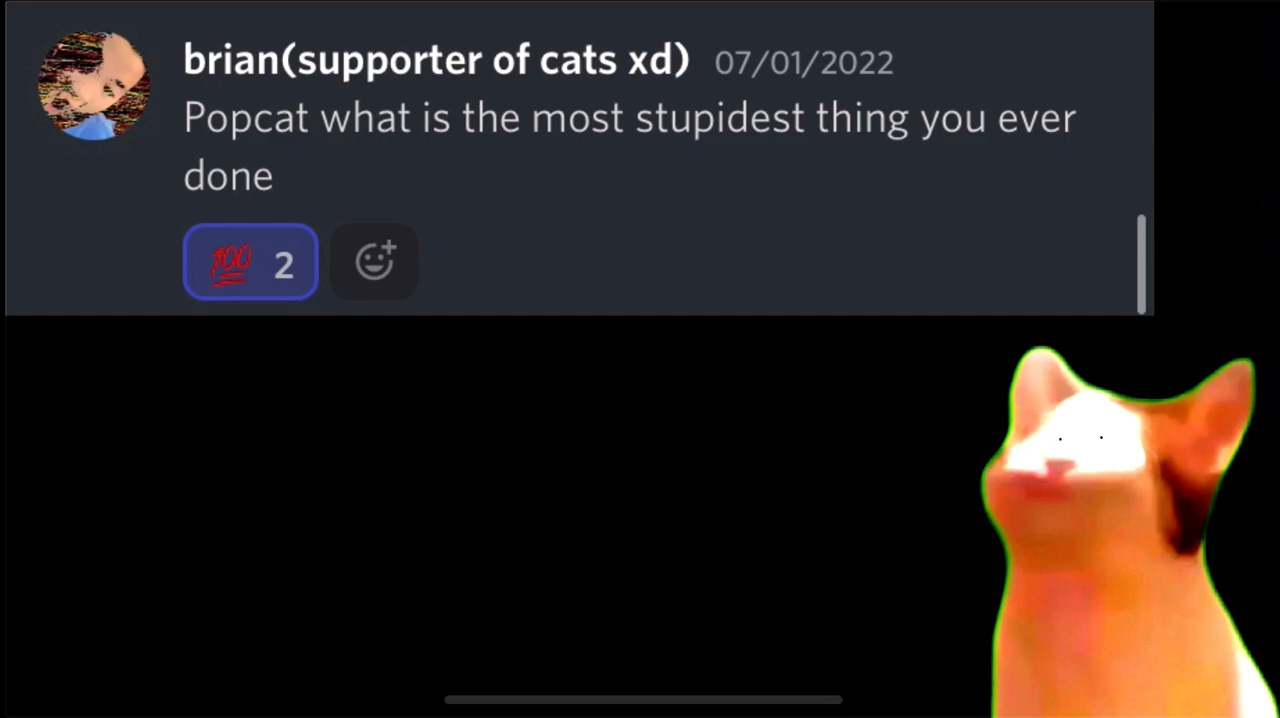 brian(supporter of cats xd) 07/01/2022
Popcat what is the most stupidest thing you ever
done
💯 2